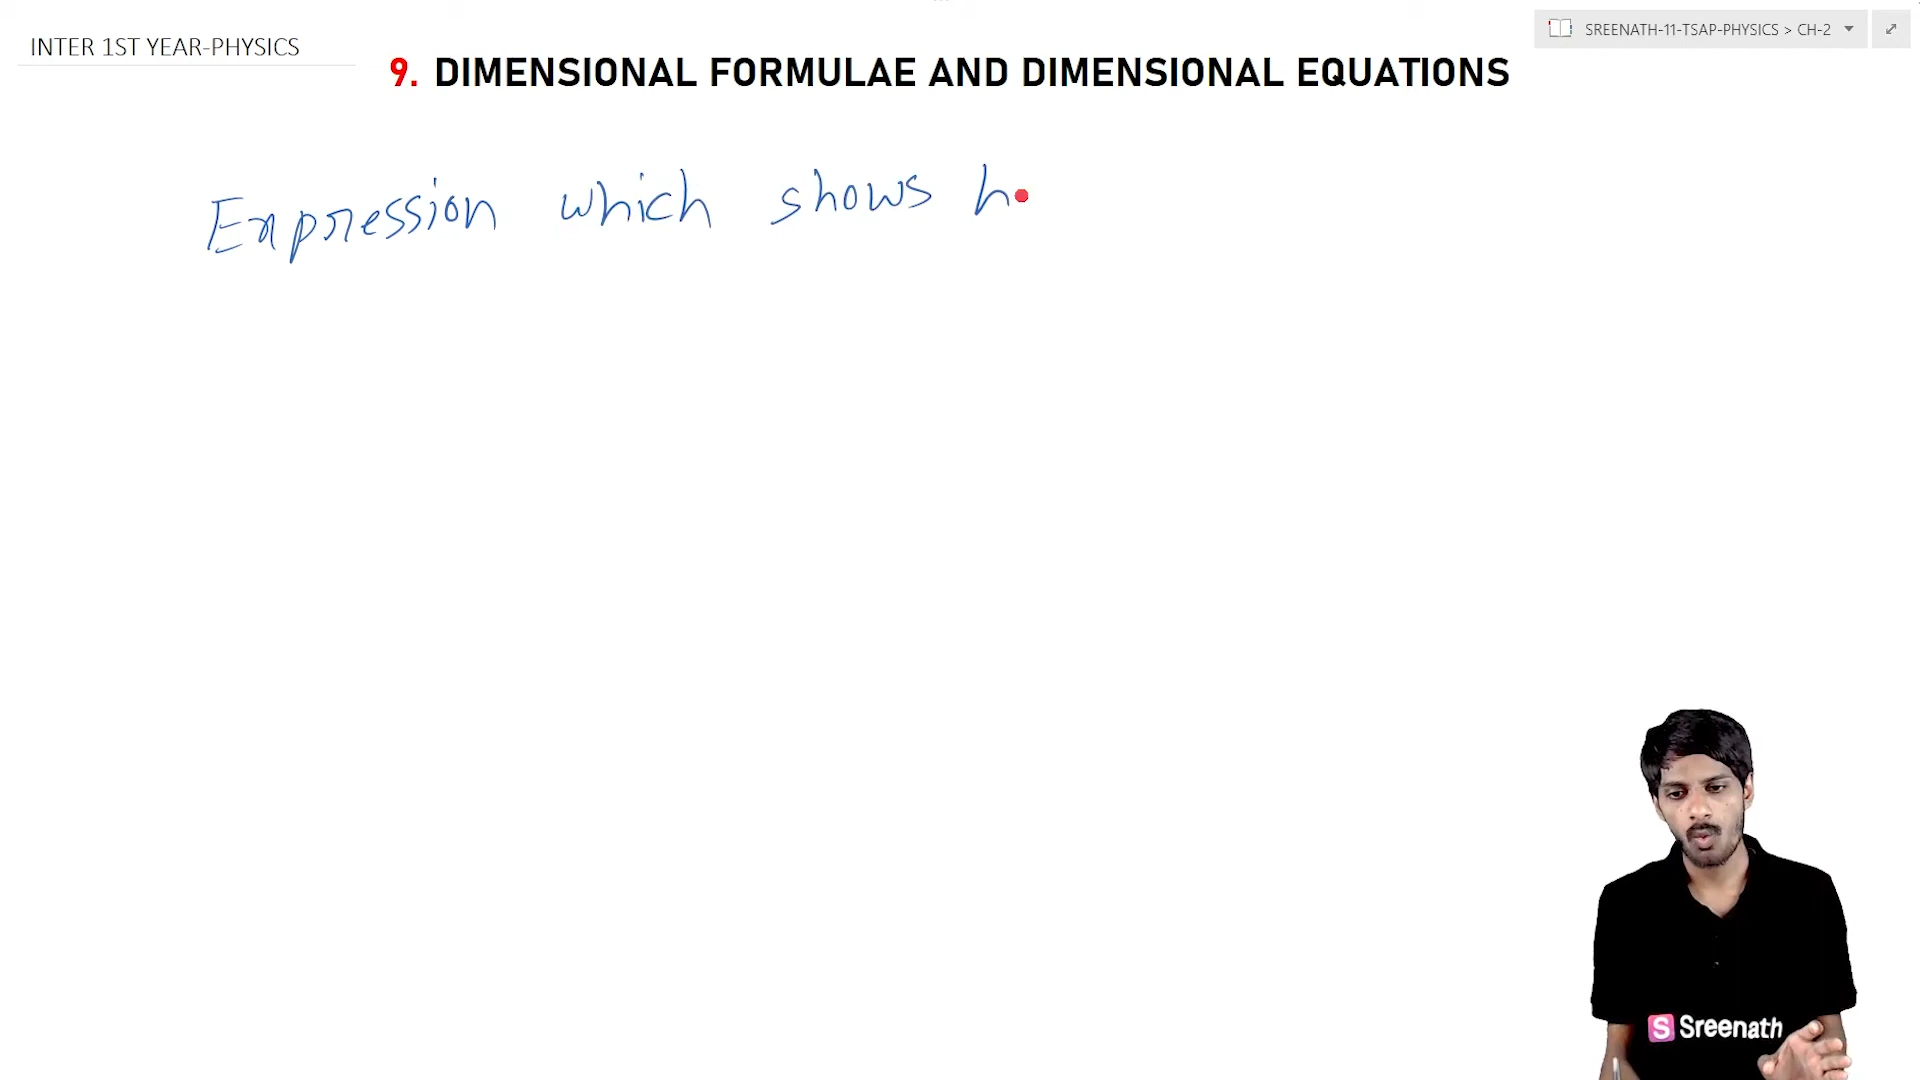 INTER 1ST YEAR-PHYSICS
SREENATH-11-TSAP-PHYSICS > CH-2
9. DIMENSIONAL FORMULAE AND DIMENSIONAL EQUATIONS
Expression which shows h
S Sreenath